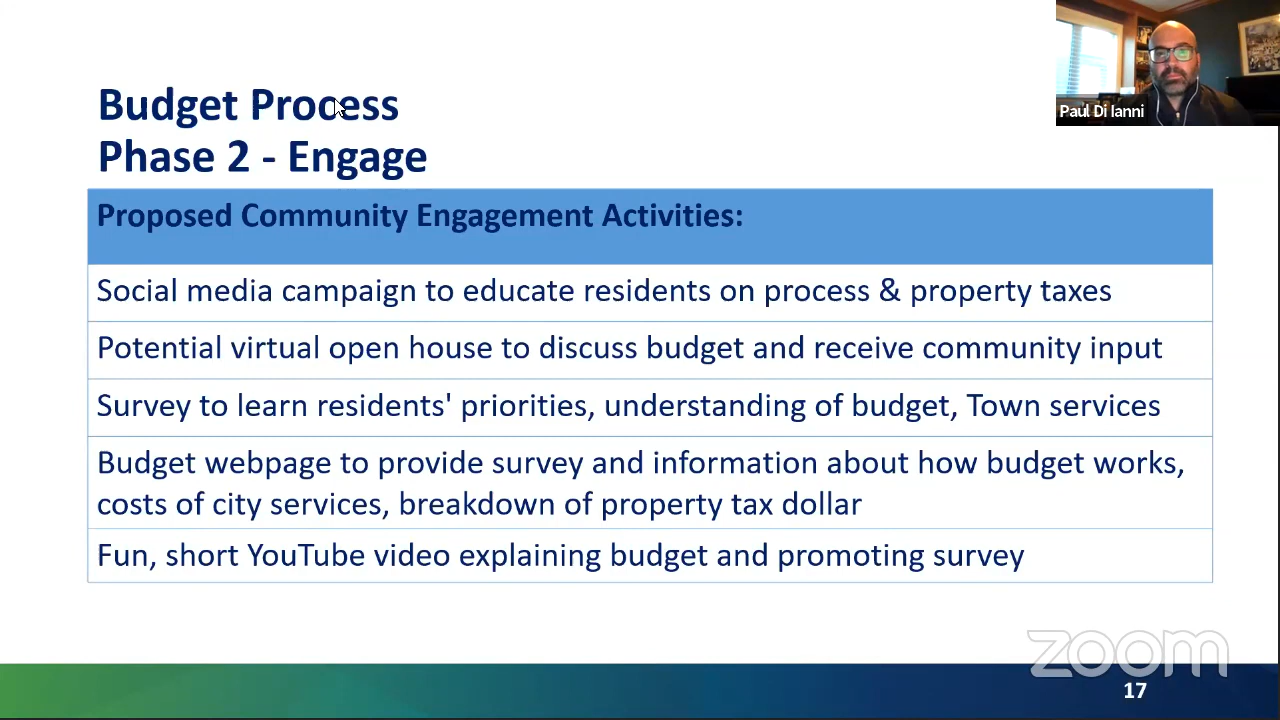 Budget Process
Phase 2 - Engage
Paul Di Ianni
Proposed Community Engagement Activities:
Social media campaign to educate residents on process & property taxes
Potential virtual open house to discuss budget and receive community input
Survey to learn residents' priorities, understanding of budget, Town services
Budget webpage to provide survey and information about how budget works,
costs of city services, breakdown of property tax dollar
Fun, short YouTube video explaining budget and promoting survey
zoom
17